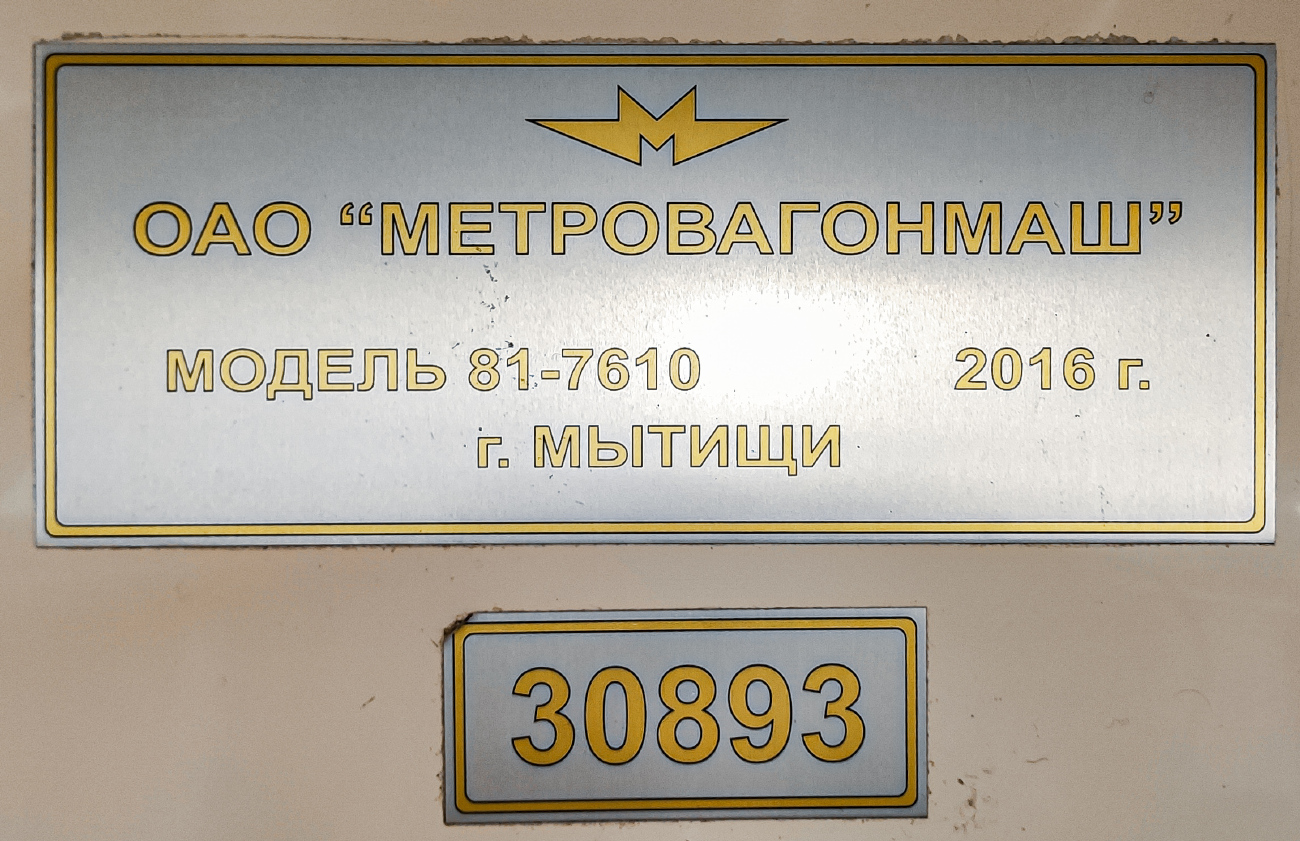 ОАО “МЕТРОВАГОНМАШ”
МОДЕЛЬ 81-7610 2016 г.
г. МЫТИЩИ
30893